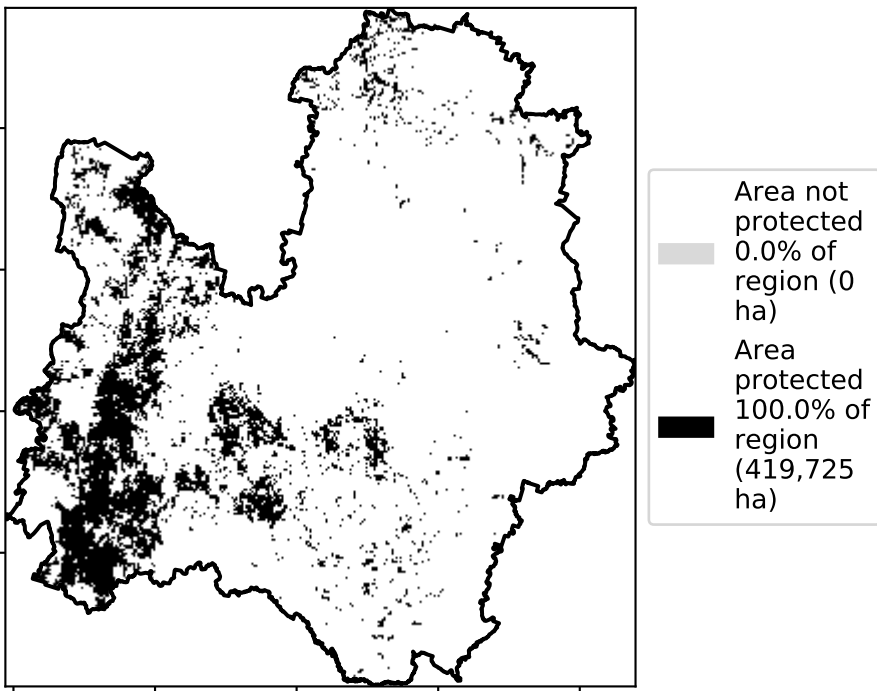 Area not
protected
0.0% of
region (0
ha)
Area
protected
100.0% of
region
(419,725
ha)